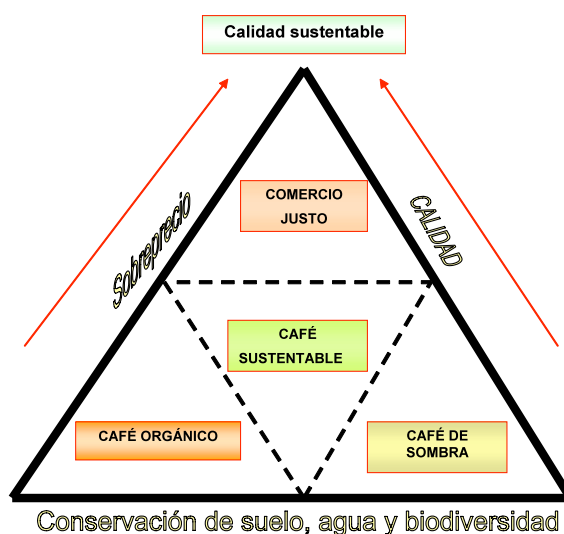 Calidad sustentable
Sobreprecio
CALIDAD
COMERCIO
JUSTO
CAFÉ
SUSTENTABLE
CAFÉ ORGÁNICO
CAFÉ DE
SOMBRA
Conservación de suelo, agua y biodiversidad